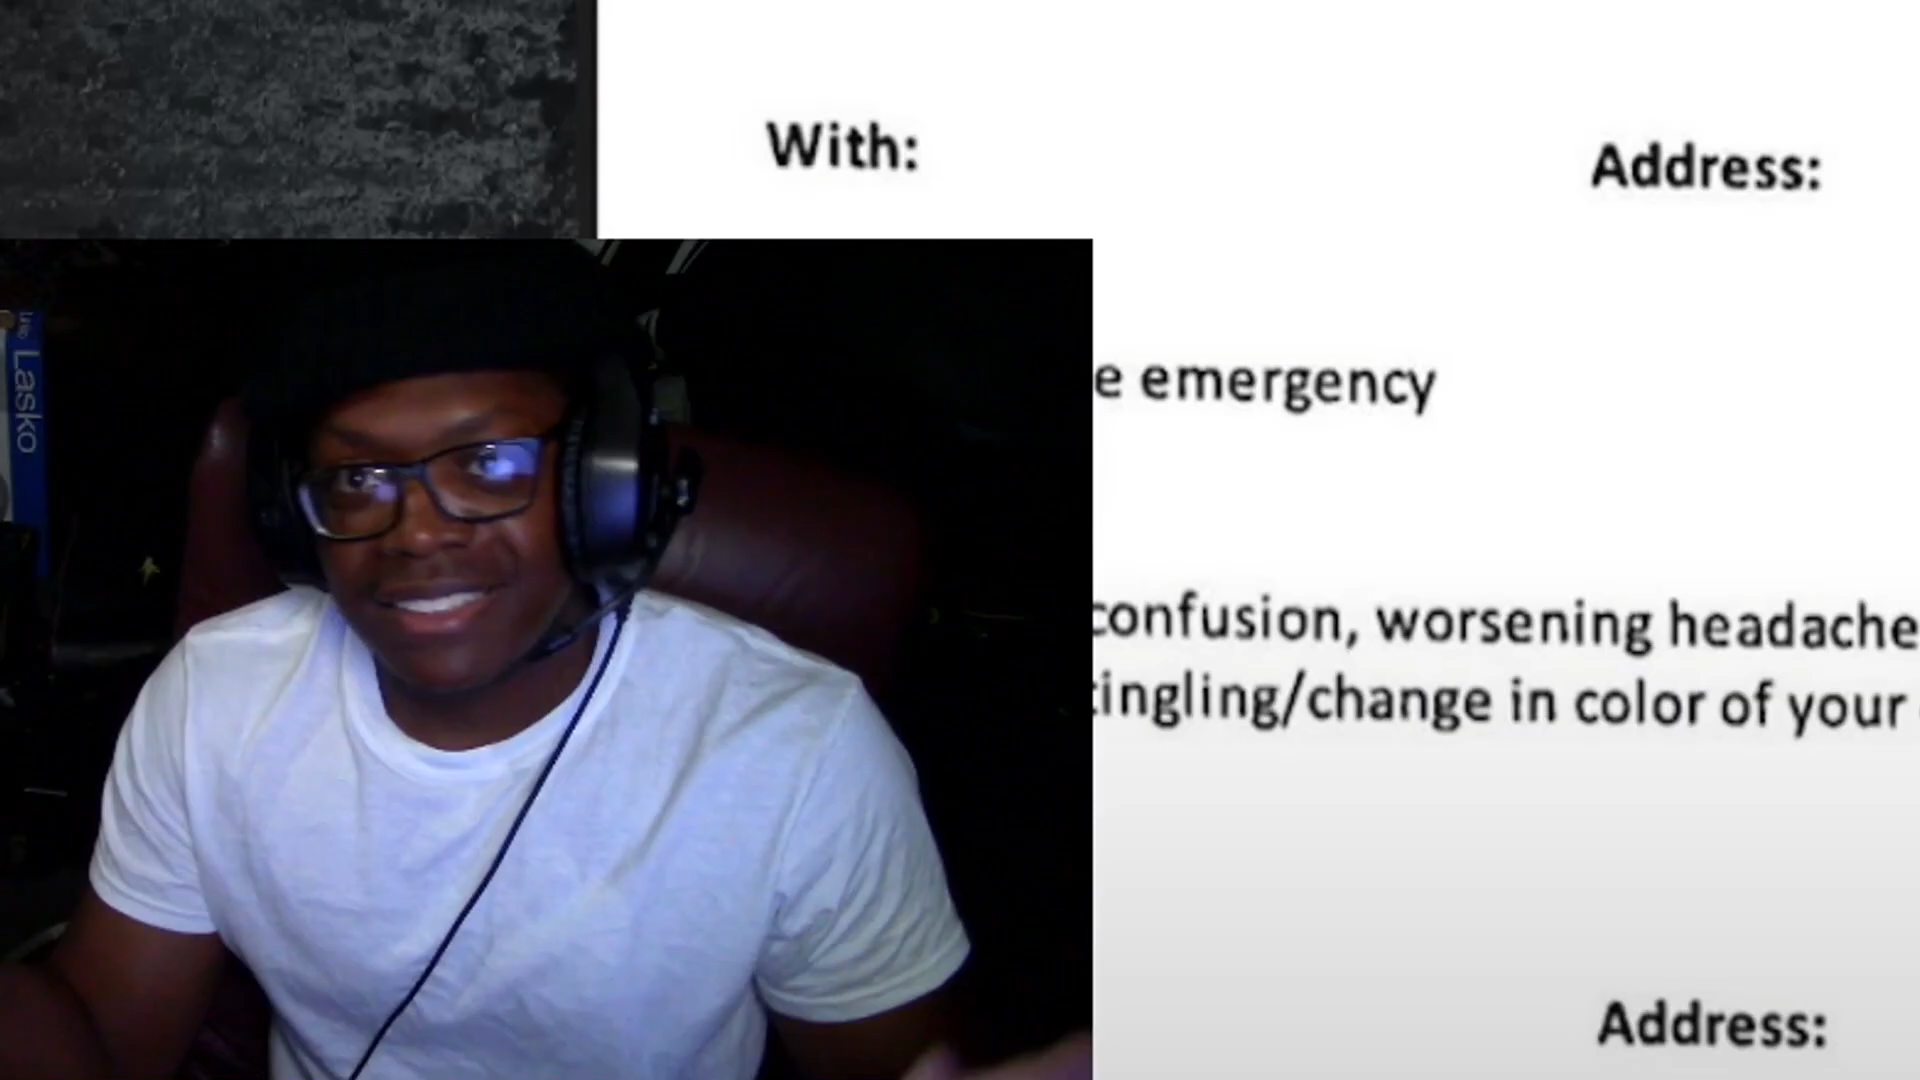 With:
Address:
e emergency
Lasko
confusion, worsening headache
tingling/change in color of your
Address: